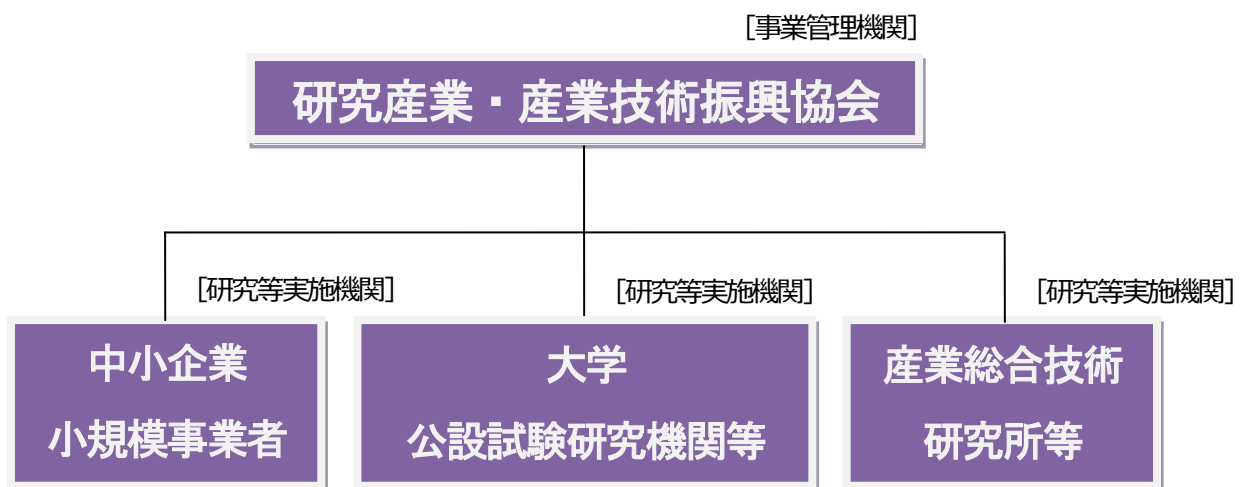 [事業管理機関]
研究産業・産業技術振興協会
[研究等実施機関]
中小企業
小規模事業者
[研究等実施機関]
大学
公設試験研究機関等
[研究等実施機関]
産業総合技術
研究所等